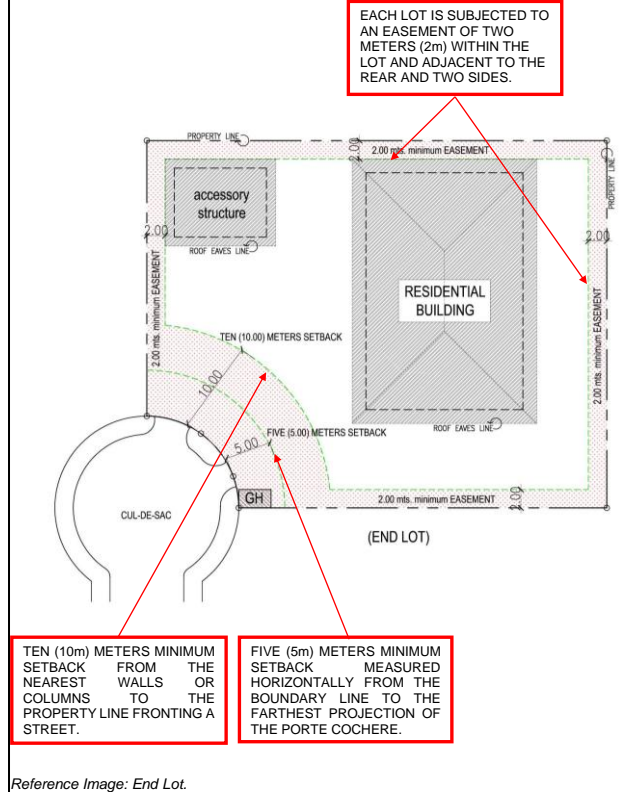 EACH LOT IS SUBJECTED TO
AN EASEMENT OF TWO
METERS (2m) WITHIN THE
LOT AND ADJACENT TO THE
REAR AND TWO SIDES.
PROPERTY LINE
2.00
2.00 mts. minimum EASEMENT
PROPERTY LINE
accessory
structure
2.00
ROOF EAVES LINE
2.00
2.00 mts. minimum EASEMENT
RESIDENTIAL
BUILDING
2.00 mts. minimum EASEMENT
TEN (10.00) METERS SETBACK
10.00
ROOF EAVES LINE
FIVE (5.00) METERS SETBACK
5.00
GH
2.00 mts. minimum EASEMENT
2.00
CUL-DE-SAC
(END LOT)
TEN (10m) METERS MINIMUM
SETBACK FROM THE
NEAREST WALLS OR
COLUMNS TO THE
PROPERTY LINE FRONTING A
STREET.
FIVE (5m) METERS MINIMUM
SETBACK MEASURED
HORIZONTALLY FROM THE
BOUNDARY LINE TO THE
FARTHEST PROJECTION OF
THE PORTE COCHERE.
Reference Image: End Lot.